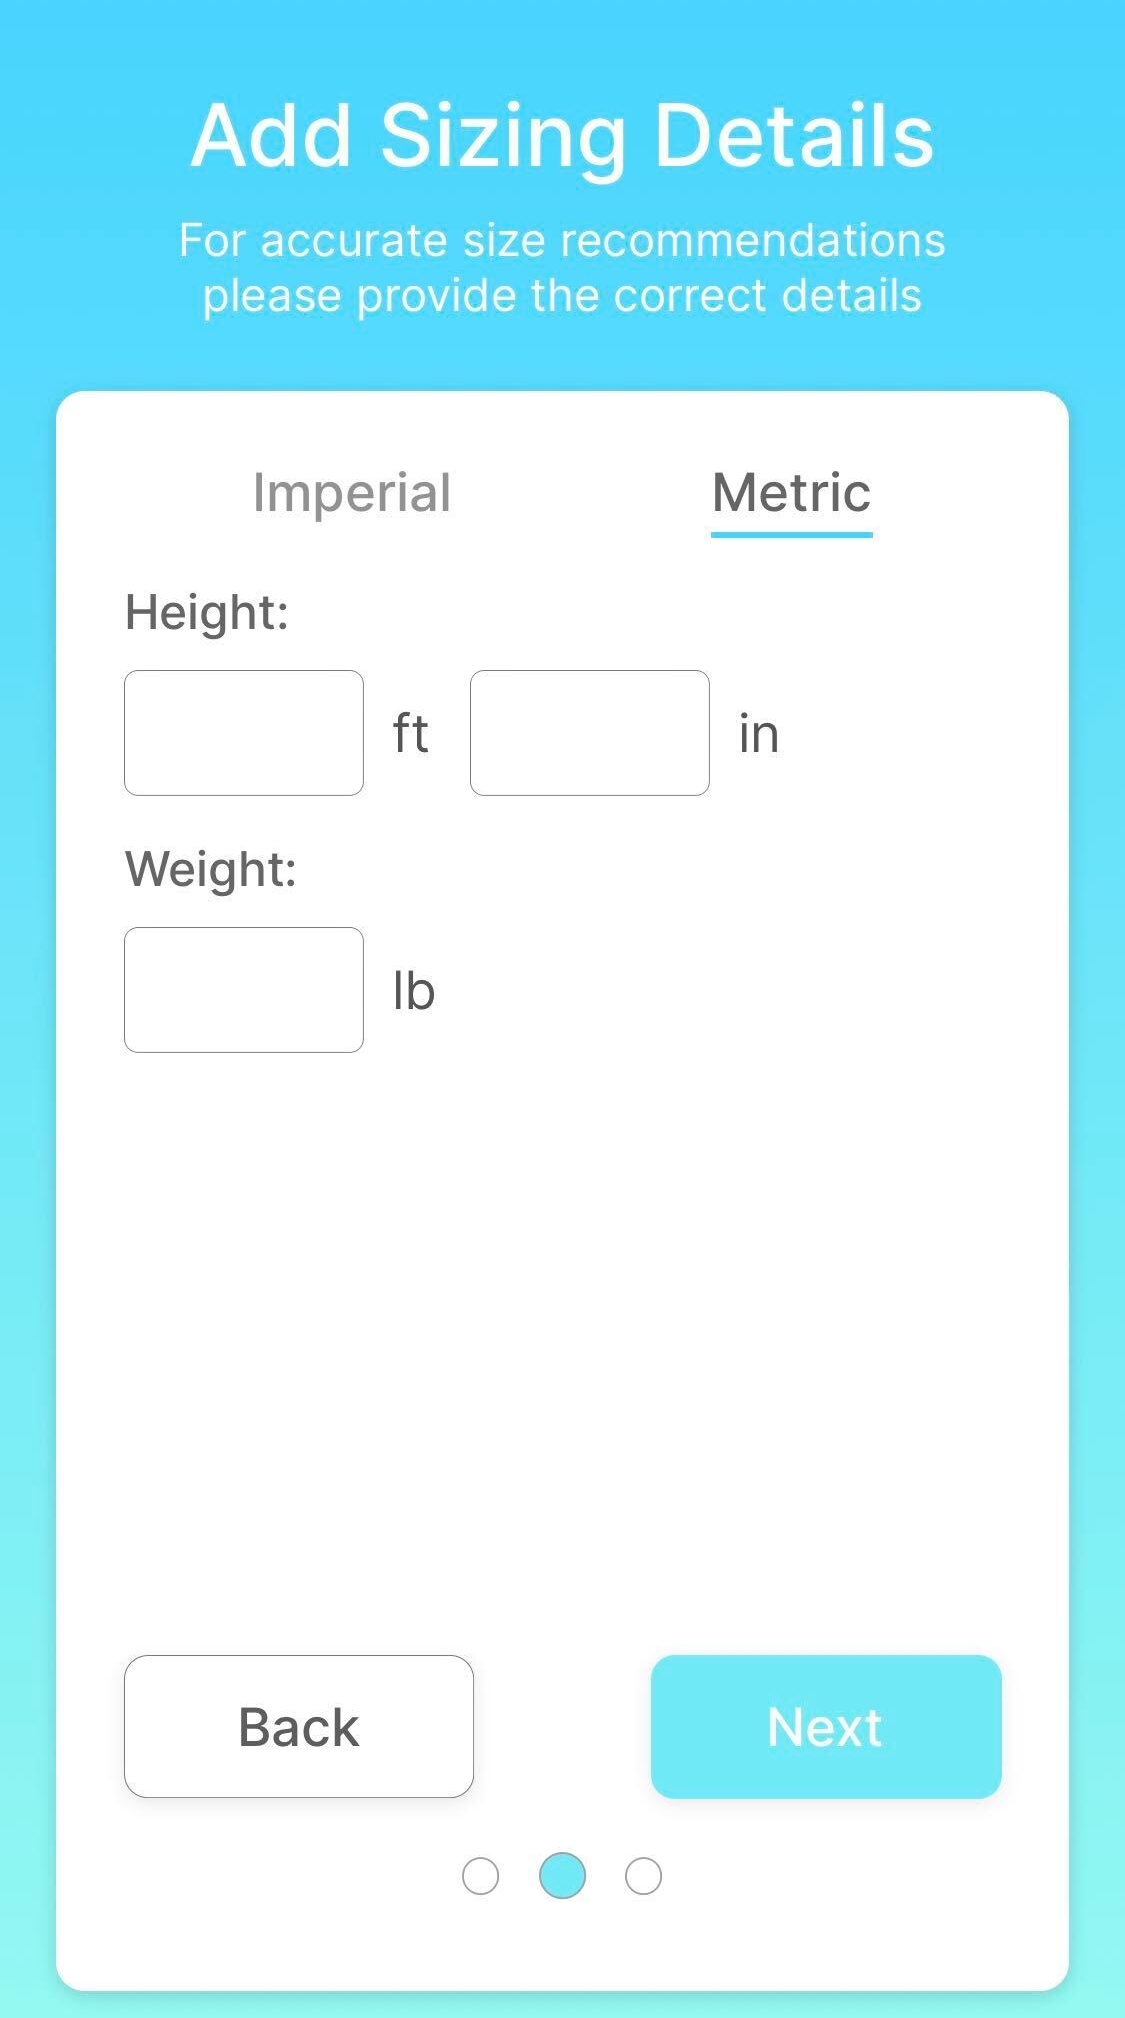 Add Sizing Details
For accurate size recommendations
please provide the correct details
Imperial Metric
Height:
ft in
Weight:
lb
Back Next